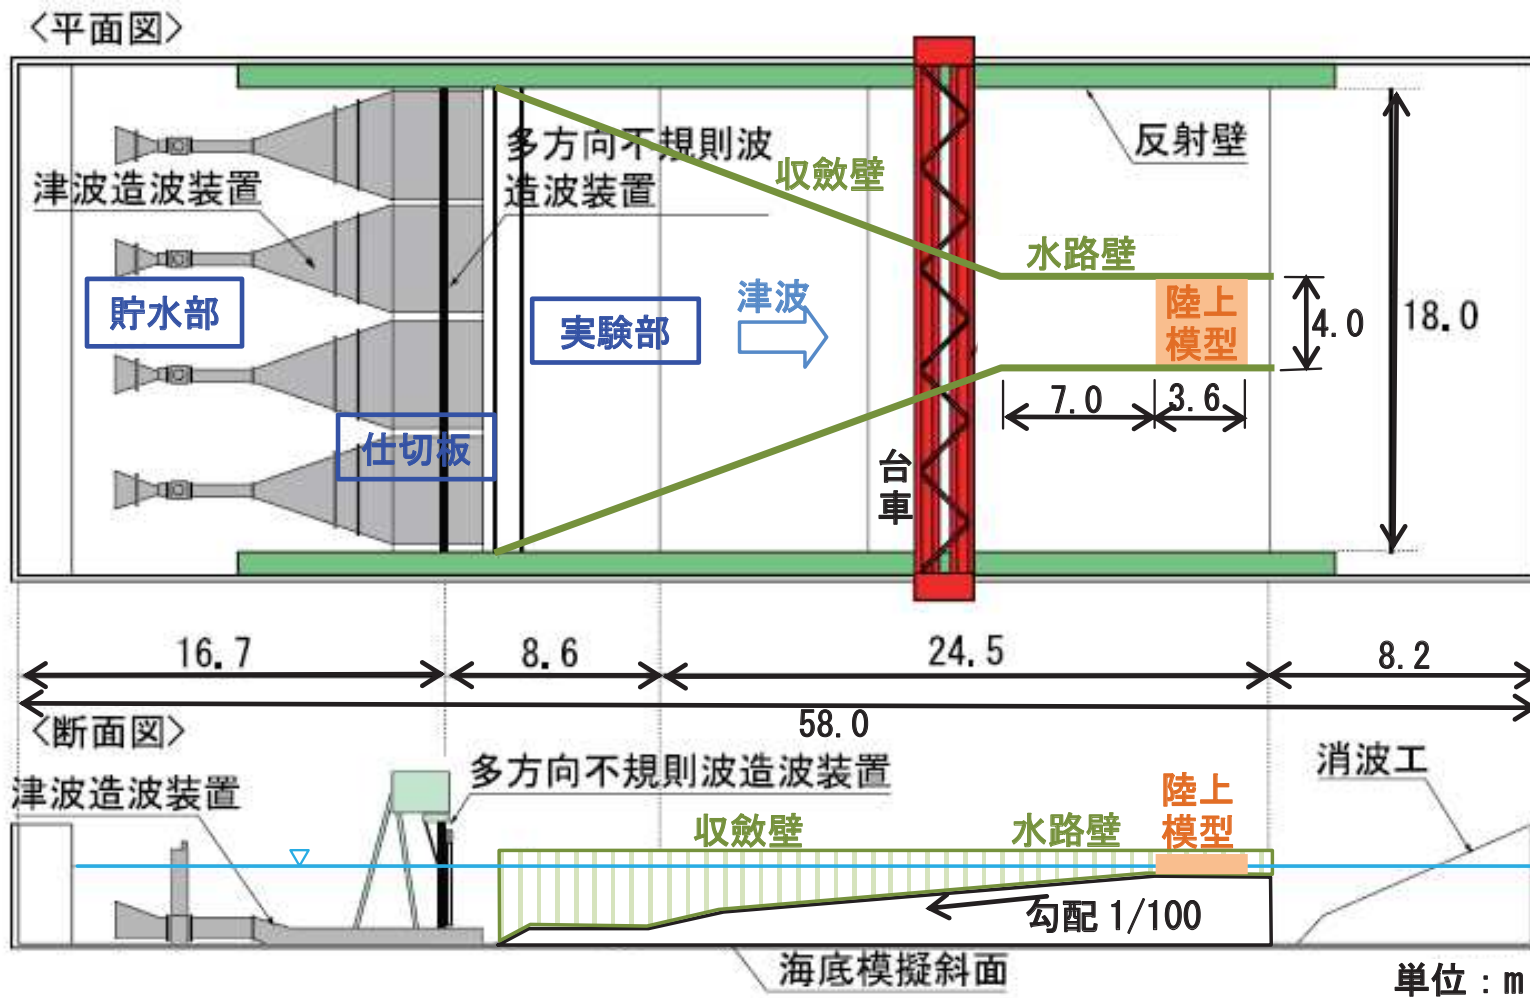 〈平面図〉
反射壁
多方向不規則波
造波装置
収斂壁
津波造波装置
水路壁
津波
貯水部
実験部
陸上
模型
4.0
18.0
7.0
3.6
仕切板
台
車
16.7
8.6
24.5
8.2
58.0
〈断面図〉
津波造波装置
多方向不規則波造波装置
消波工
収斂壁
水路壁
陸上
模型
勾配 1/100
海底模擬斜面
単位：m